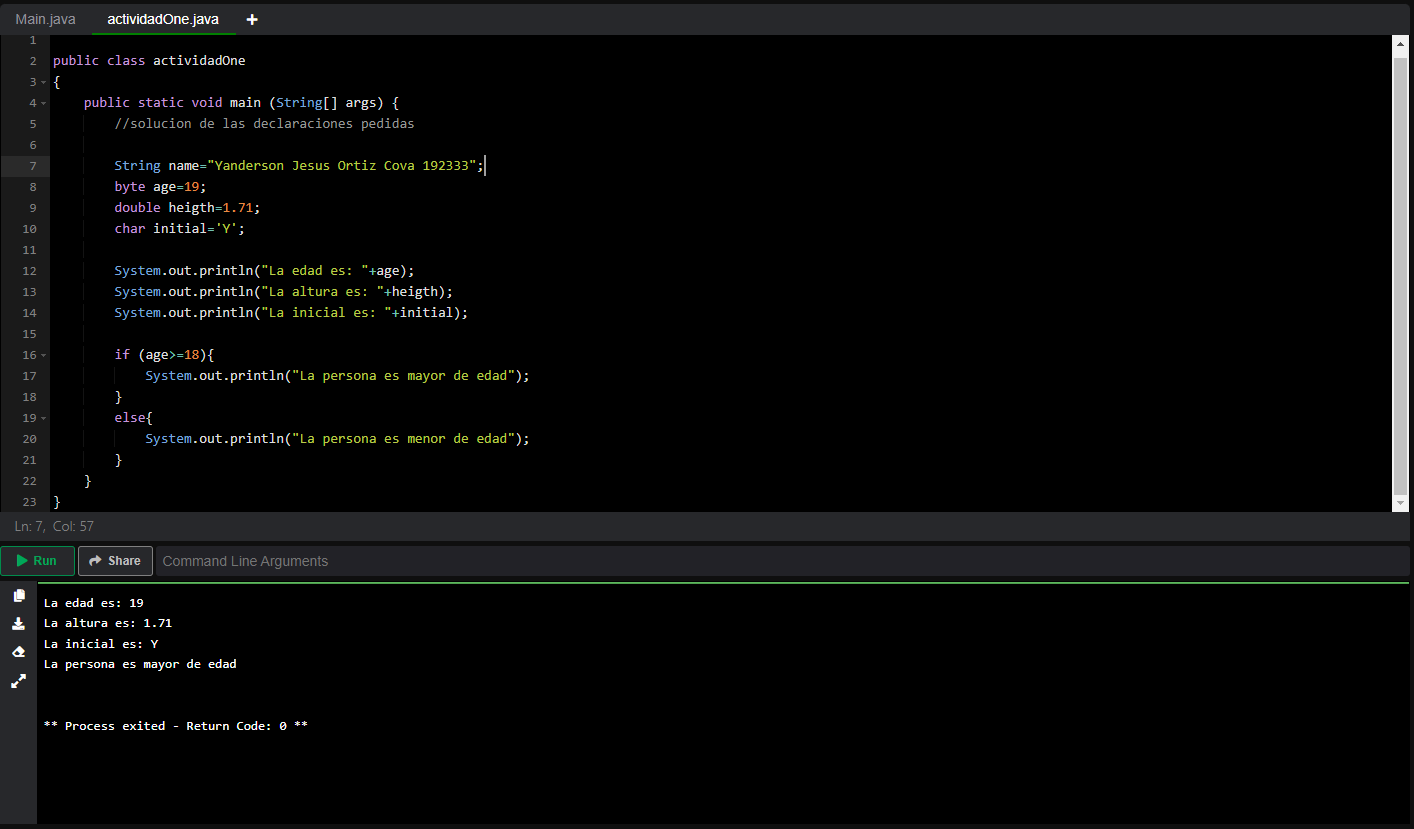 Main.java actividadOne.java +
1
2 public class actividadOne
3 {
4     public static void main (String[] args) {
5         //solucion de las declaraciones pedidas
6
7         String name="Yanderson Jesus Ortiz Cova 192333";
8         byte age=19;
9         double heigth=1.71;
10         char initial='Y';
11
12         System.out.println("La edad es: "+age);
13         System.out.println("La altura es: "+heigth);
14         System.out.println("La inicial es: "+initial);
15
16         if (age>=18){
17             System.out.println("La persona es mayor de edad");
18         }
19         else{
20             System.out.println("La persona es menor de edad");
21         }
22     }
23 }
Ln: 7, Col: 57
Run Share Command Line Arguments
La edad es: 19
La altura es: 1.71
La inicial es: Y
La persona es mayor de edad
** Process exited - Return Code: 0 **